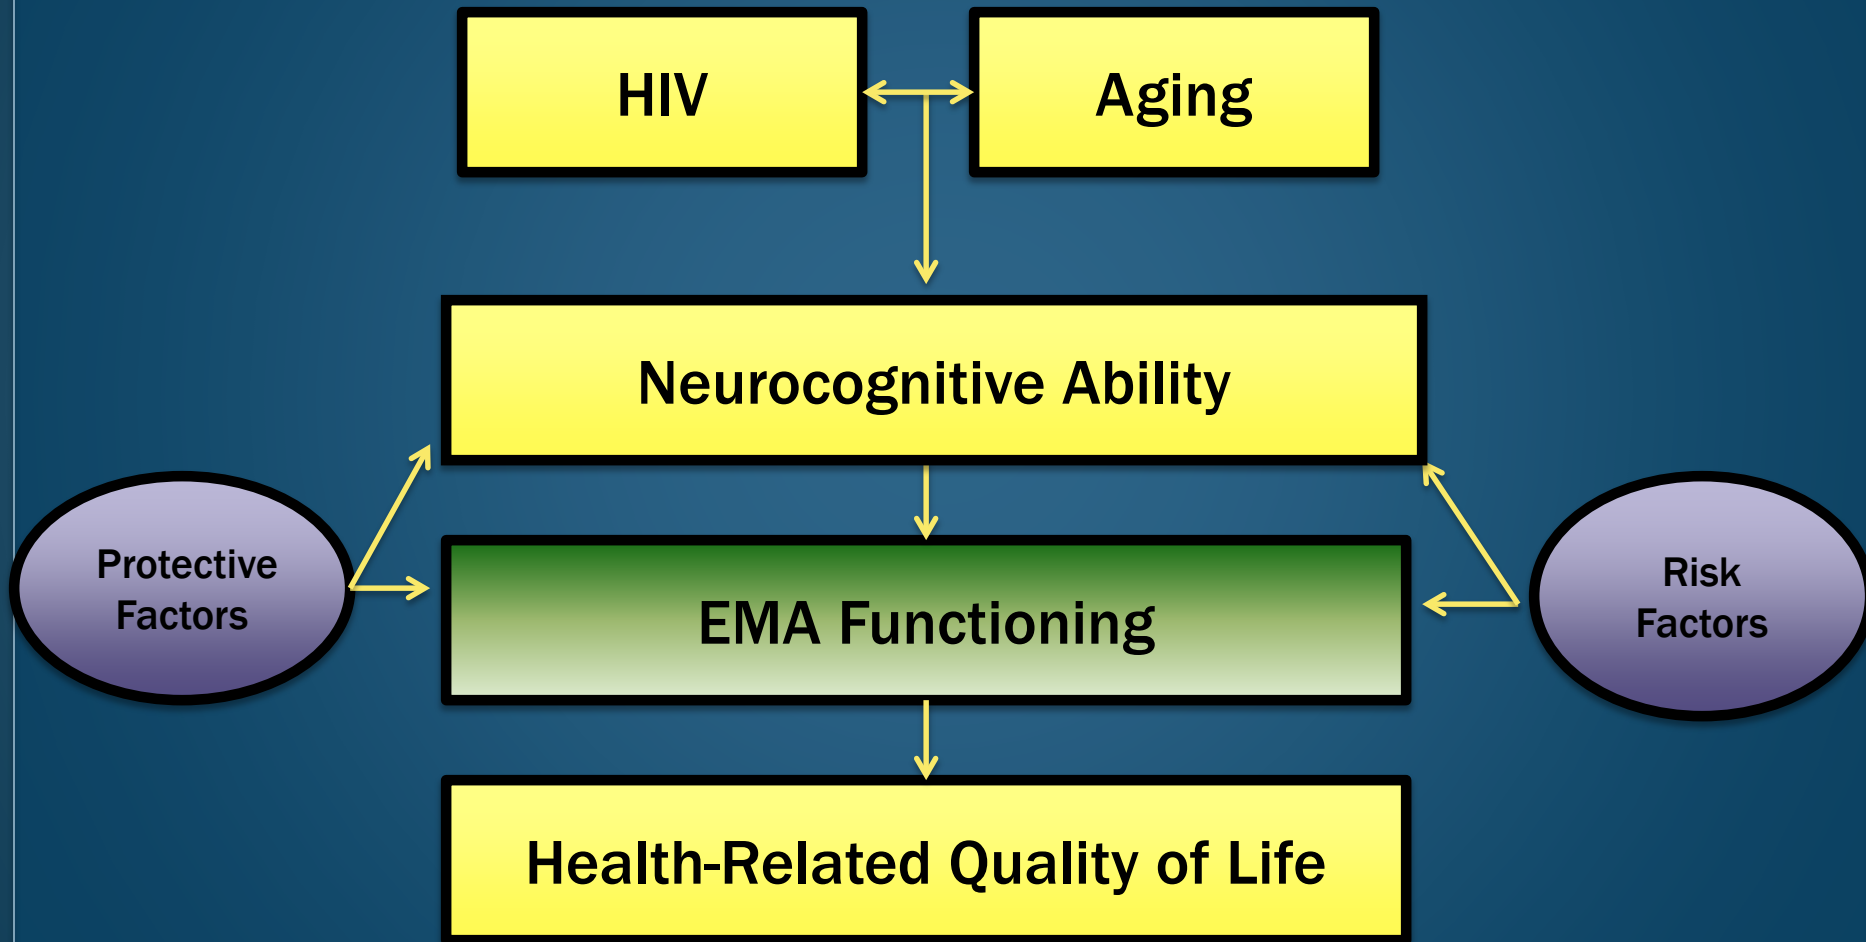 HIV
Aging
Neurocognitive Ability
Protective
Factors
EMA Functioning
Risk
Factors
Health-Related Quality of Life